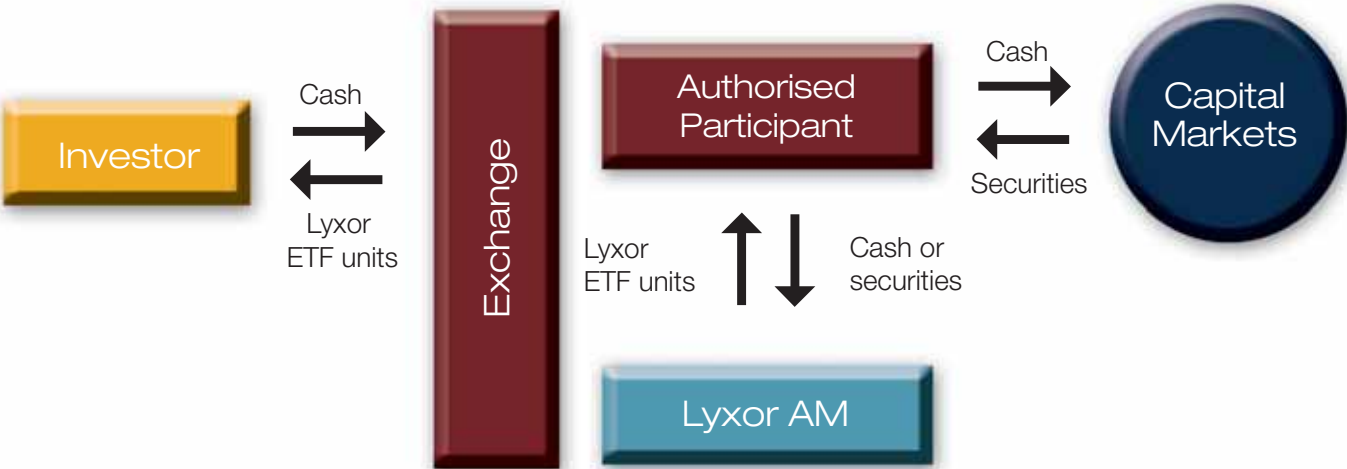 Investor
Cash
Lyxor
ETF units
Exchange
Authorised
Participant
Cash
Securities
Capital
Markets
Lyxor
ETF units
Cash or
securities
Lyxor AM